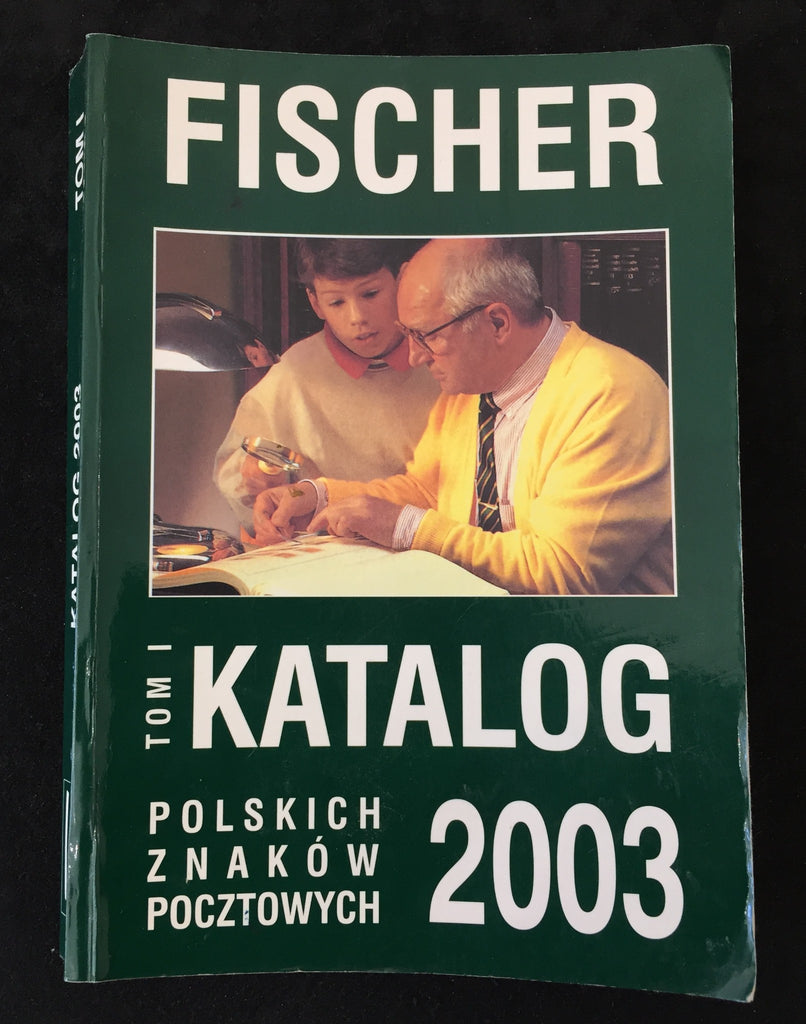 FISCHER
TOM I
KATALOG
POLSKICH
ZNAKÓW
POCZTOWYCH
2003
TOM I
KATALOG 2003